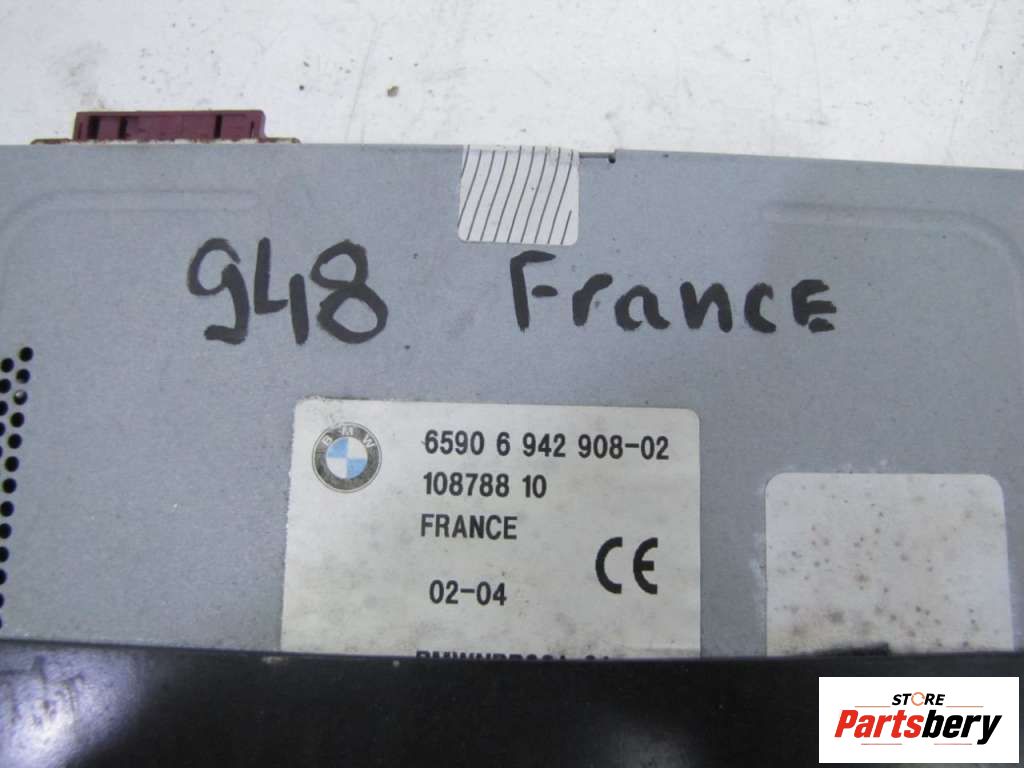 948 France
BMW
6590 6 942 908-02
108788 10
FRANCE
CE
02-04
STORE
Partsbery